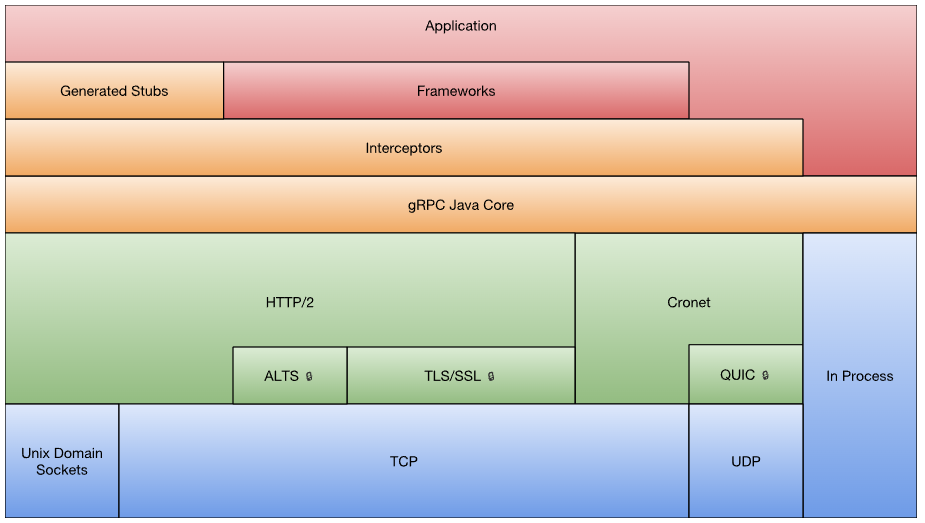 Application
Generated Stubs
Frameworks
Interceptors
gRPC Java Core
HTTP/2
Cronet
ALTS 🔒
TLS/SSL 🔒
QUIC 🔒
In Process
Unix Domain
Sockets
TCP
UDP